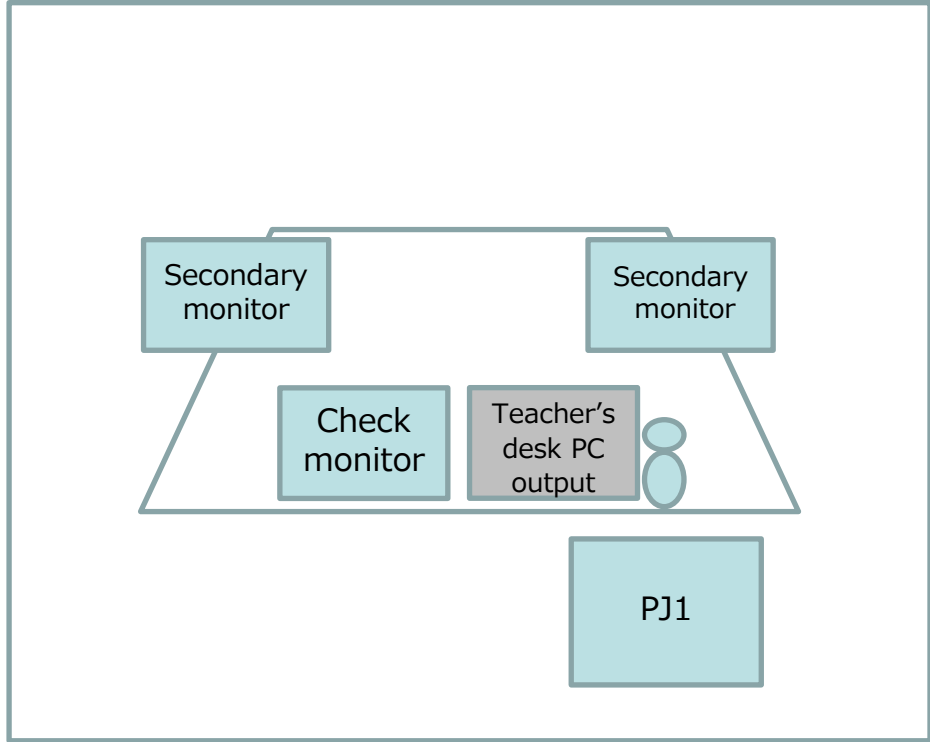 Secondary
monitor
Secondary
monitor
Check
monitor
Teacher’s
desk PC
output
PJ1